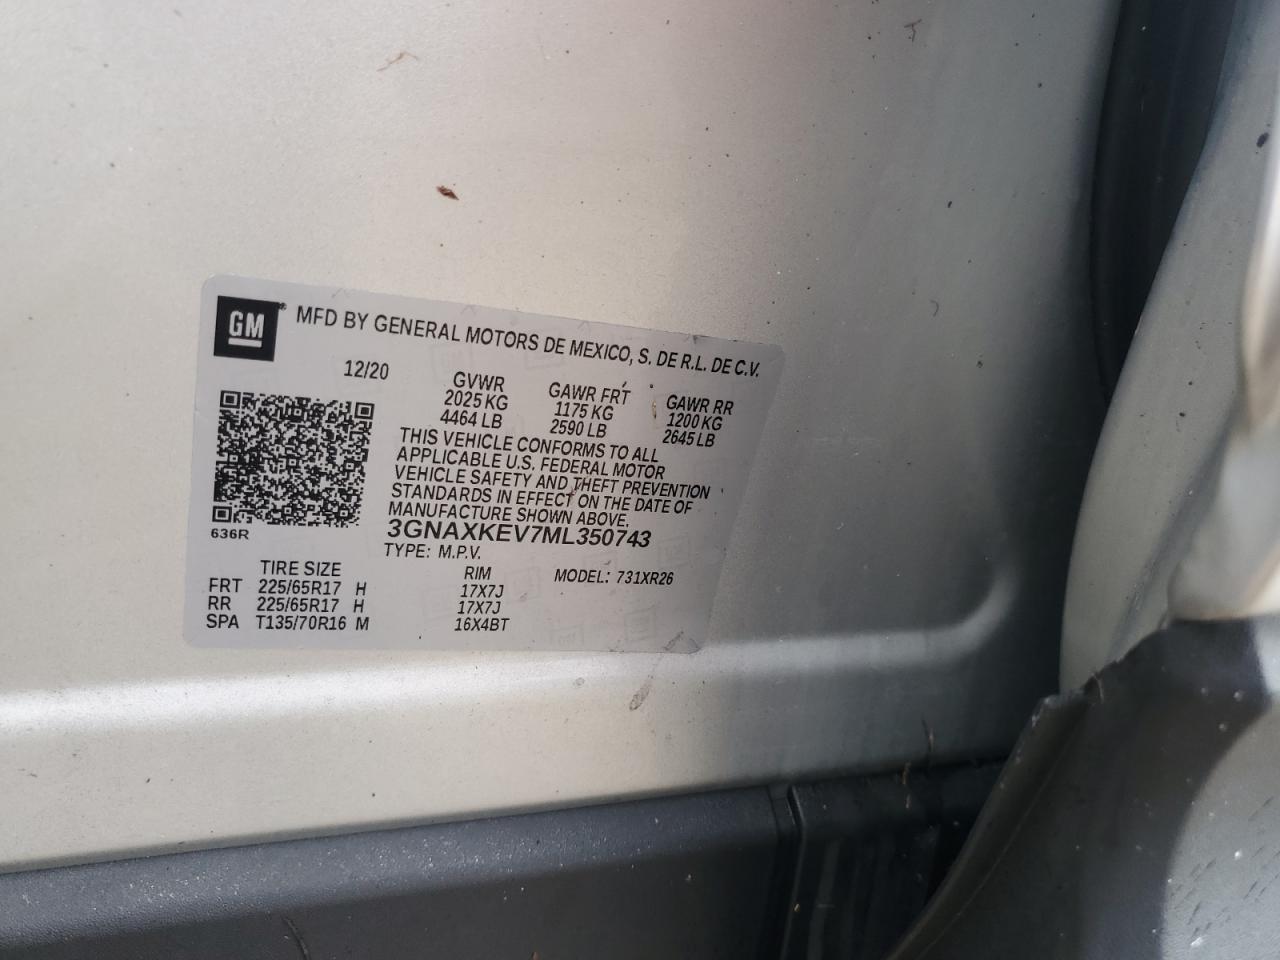 GM
MFD BY GENERAL MOTORS DE MEXICO, S. DE R.L. DE C.V.
12/20
GVWR GAWR FRT GAWR RR
2025 KG 1175 KG 1200 KG
4464 LB 2590 LB 2645 LB
THIS VEHICLE CONFORMS TO ALL
APPLICABLE U.S. FEDERAL MOTOR
VEHICLE SAFETY AND THEFT PREVENTION
STANDARDS IN EFFECT ON THE DATE OF
MANUFACTURE SHOWN ABOVE.
636R
3GNAXKEV7ML350743
TYPE: M.P.V.
MODEL: 731XR26
TIRE SIZE RIM
FRT 225/65R17 H 17X7J
RR 225/65R17 H 17X7J
SPA T135/70R16 M 16X4BT